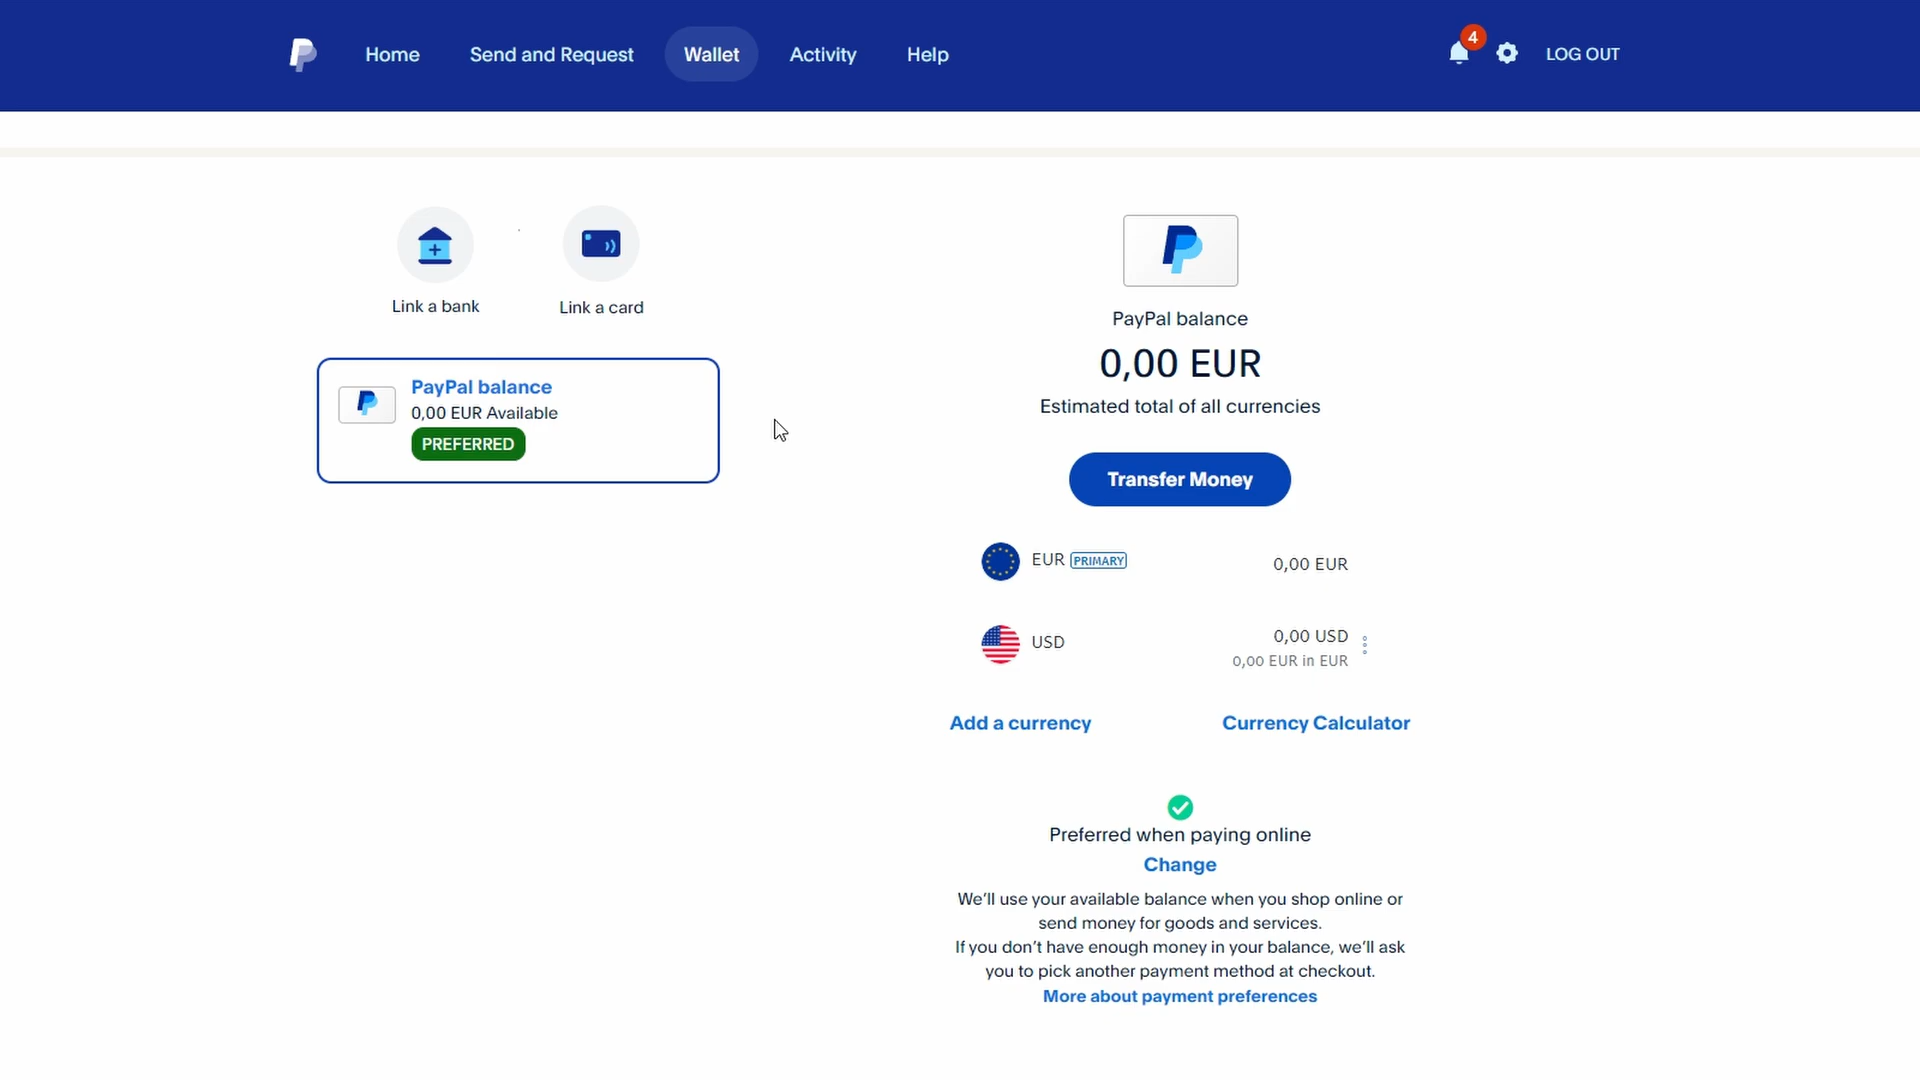 Home
Send and Request
Wallet
Activity
Help
4
LOG OUT
Link a bank
Link a card
PayPal balance
0,00 EUR Available
PREFERRED
PayPal balance
0,00 EUR
Estimated total of all currencies
Transfer Money
EUR PRIMARY
0,00 EUR
USD
0,00 USD
0,00 EUR in EUR
Add a currency
Currency Calculator
Preferred when paying online
Change
We’ll use your available balance when you shop online or
send money for goods and services.
If you don’t have enough money in your balance, we’ll ask
you to pick another payment method at checkout.
More about payment preferences